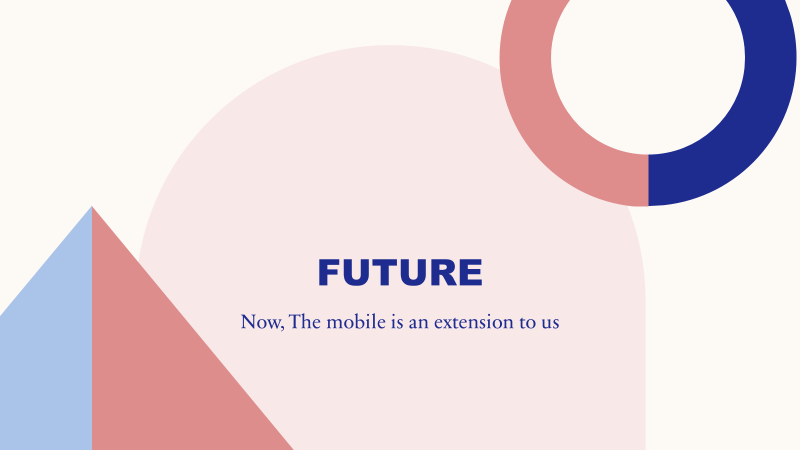 FUTURE
Now, The mobile is an extension to us